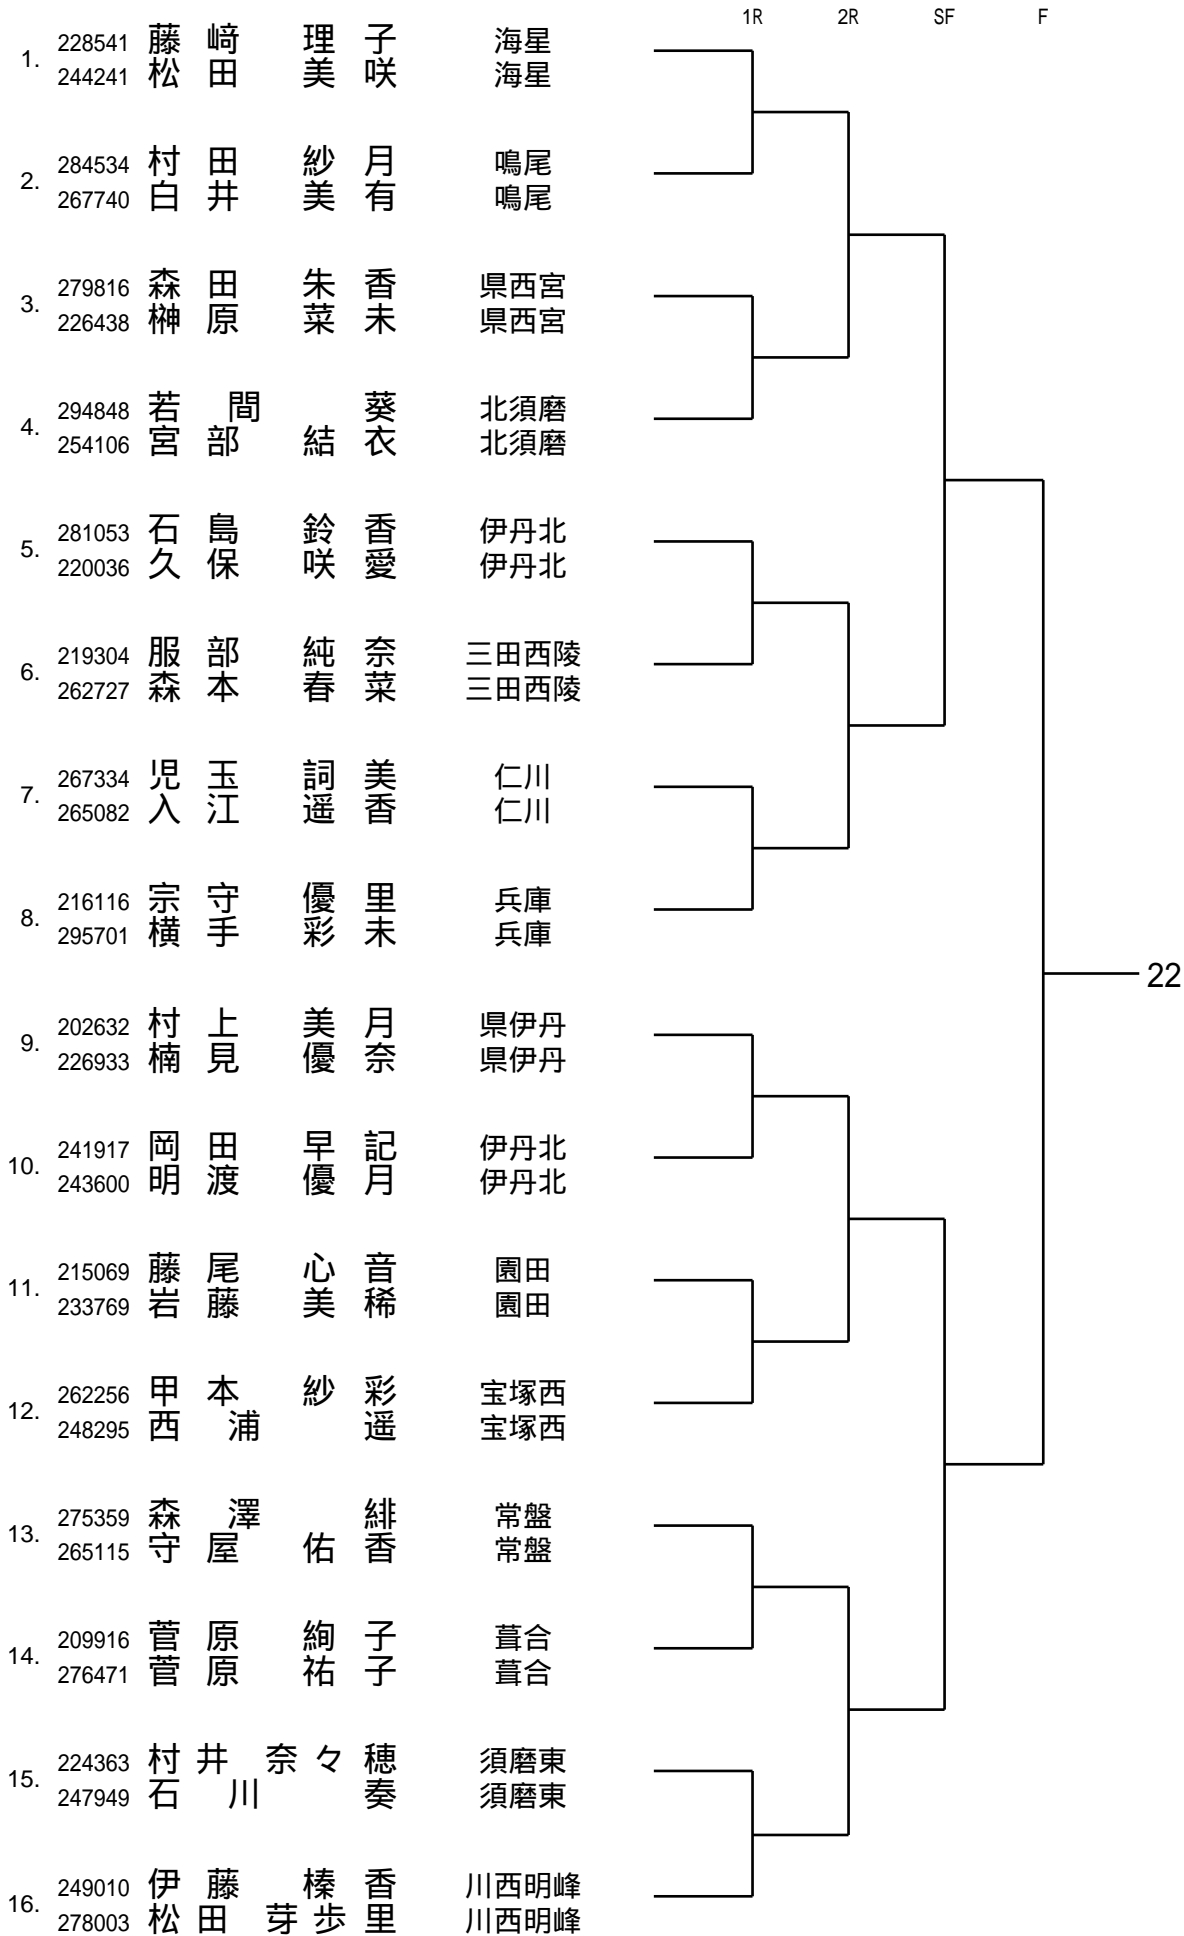 1R 2R SF F
1.
228541 藤﨑 理子 海星
244241 松田 美咲 海星
2.
284534 村田 紗月 鳴尾
267740 白井 美有 鳴尾
3.
279816 森田 朱香 県西宮
226438 榊原 菜未 県西宮
4.
294848 若間 葵 北須磨
254106 宮部 結衣 北須磨
5.
281053 石島 鈴香 伊丹北
220036 久保 咲愛 伊丹北
6.
219304 服部 純奈 三田西陵
262727 森本 春菜 三田西陵
7.
267334 児玉 詞美 仁川
265082 入江 遥香 仁川
8.
216116 宗守 優里 兵庫
295701 横手 彩未 兵庫
22
9.
202632 村上 美月 県伊丹
226933 楠見 優奈 県伊丹
10.
241917 岡田 早記 伊丹北
243600 明渡 優月 伊丹北
11.
215069 藤尾 心音 園田
233769 岩藤 美稀 園田
12.
262256 甲本 紗彩 宝塚西
248295 西浦 遥 宝塚西
13.
275359 森澤 緋 常盤
265115 守屋 佑香 常盤
14.
209916 菅原 絢子 葺合
276471 菅原 祐子 葺合
15.
224363 村井 奈々穂 須磨東
247949 石川 奏 須磨東
16.
249010 伊藤 榛香 川西明峰
278003 松田 芽歩里 川西明峰